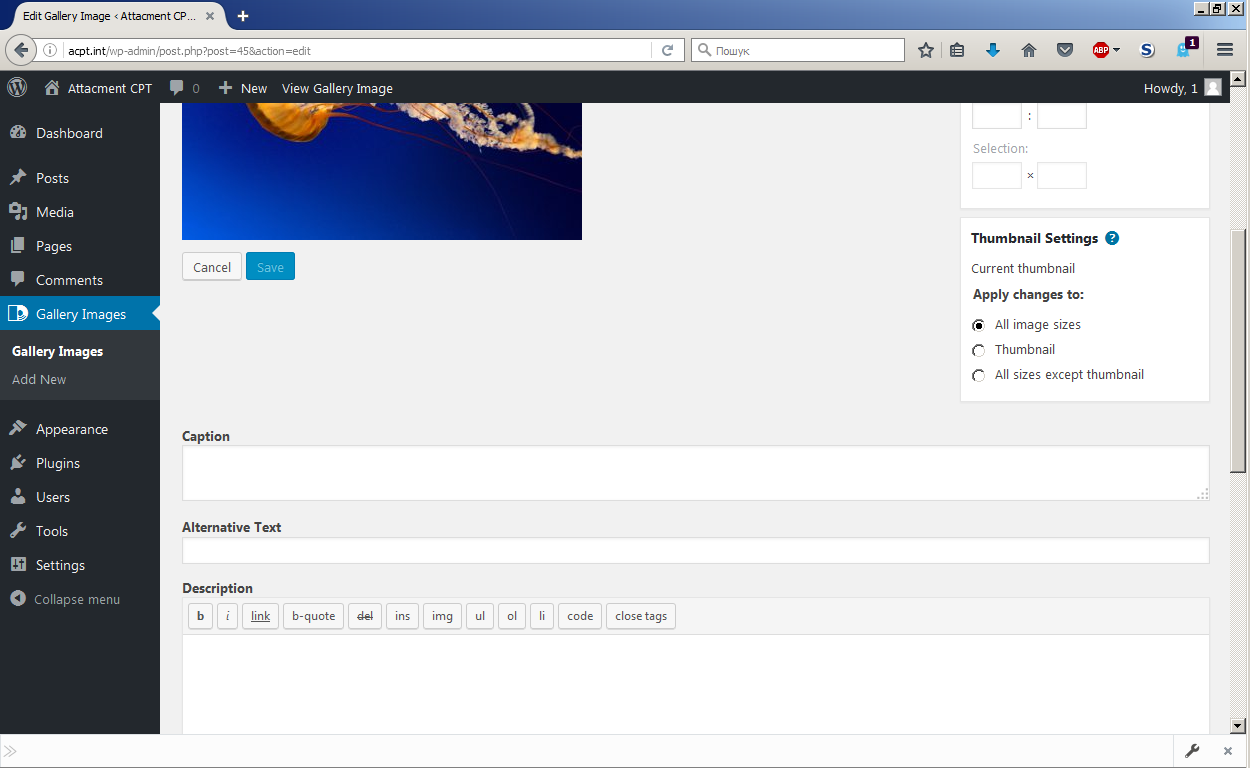 Edit Gallery Image ‹ Attacment CP...
acpt.int/wp-admin/post.php?post=45&action=edit
Пошук
ABP
S
1
Attacment CPT
0
New
View Gallery Image
Howdy, 1
Dashboard
Posts
Media
Pages
Comments
Gallery Images
Gallery Images
Add New
Appearance
Plugins
Users
Tools
Settings
Collapse menu
Cancel
Save
:
Selection:
×
Thumbnail Settings ?
Current thumbnail
Apply changes to:
All image sizes
Thumbnail
All sizes except thumbnail
Caption
Alternative Text
Description
b i link b-quote del ins img ul ol li code close tags